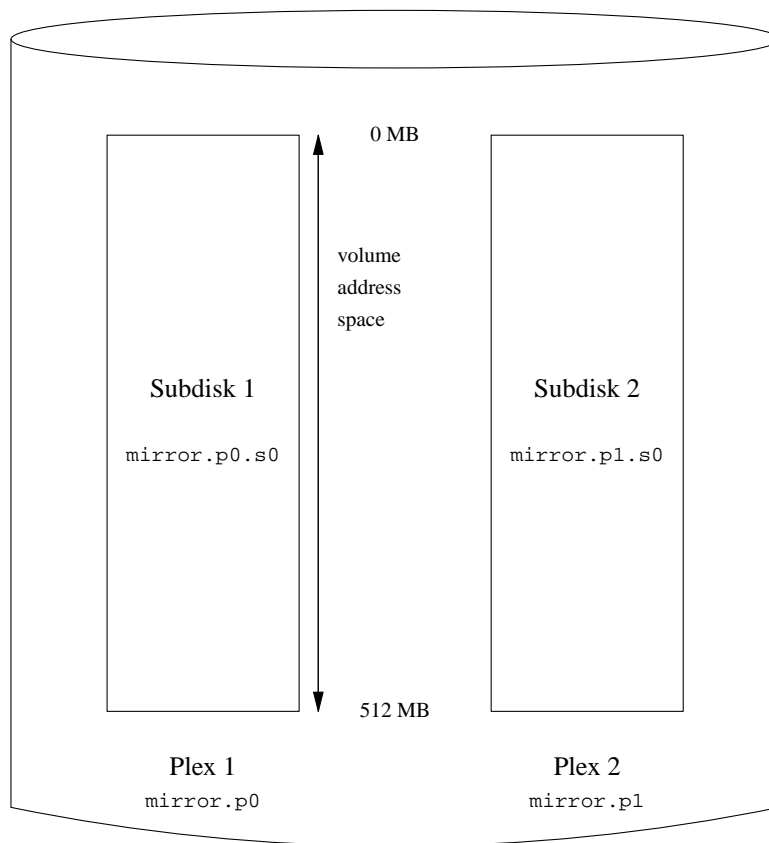 0 MB
volume
address
space
Subdisk 1
mirror.p0.s0
Subdisk 2
mirror.p1.s0
512 MB
Plex 1
mirror.p0
Plex 2
mirror.p1